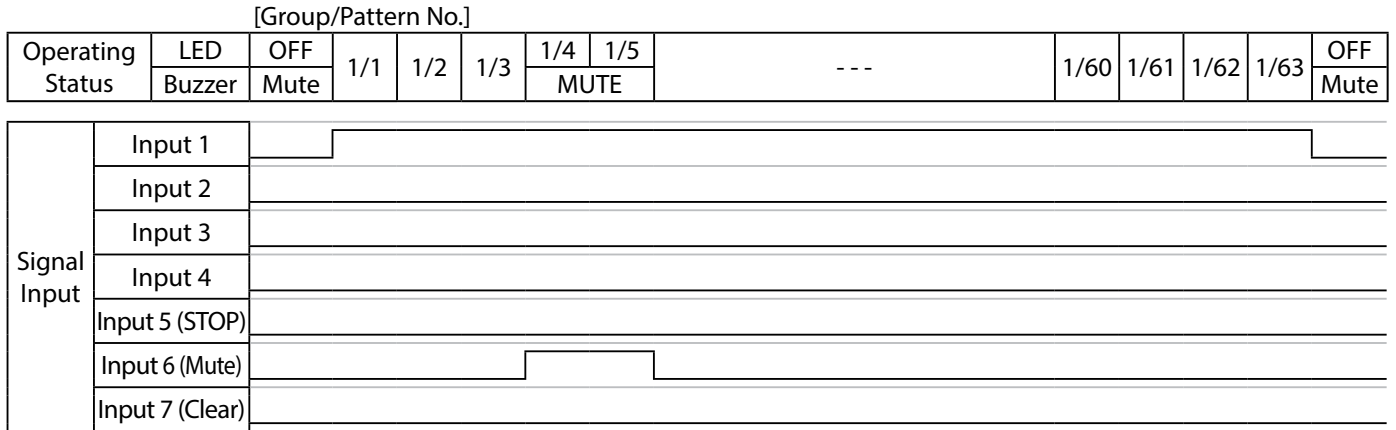 [Group/Pattern No.]
Operating Status LED OFF 1/1 1/2 1/3 1/4 1/5 - - - 1/60 1/61 1/62 1/63 OFF
Buzzer Mute MUTE Mute
Signal Input
Input 1
Input 2
Input 3
Input 4
Input 5 (STOP)
Input 6 (Mute)
Input 7 (Clear)